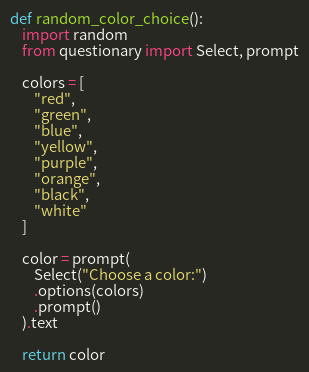 def random_color_choice():
    import random
    from questionary import Select, prompt

    colors = [
        "red",
        "green",
        "blue",
        "yellow",
        "purple",
        "orange",
        "black",
        "white"
    ]

    color = prompt(
        Select("Choose a color:")
        .options(colors)
        .prompt()
    ).text

    return color